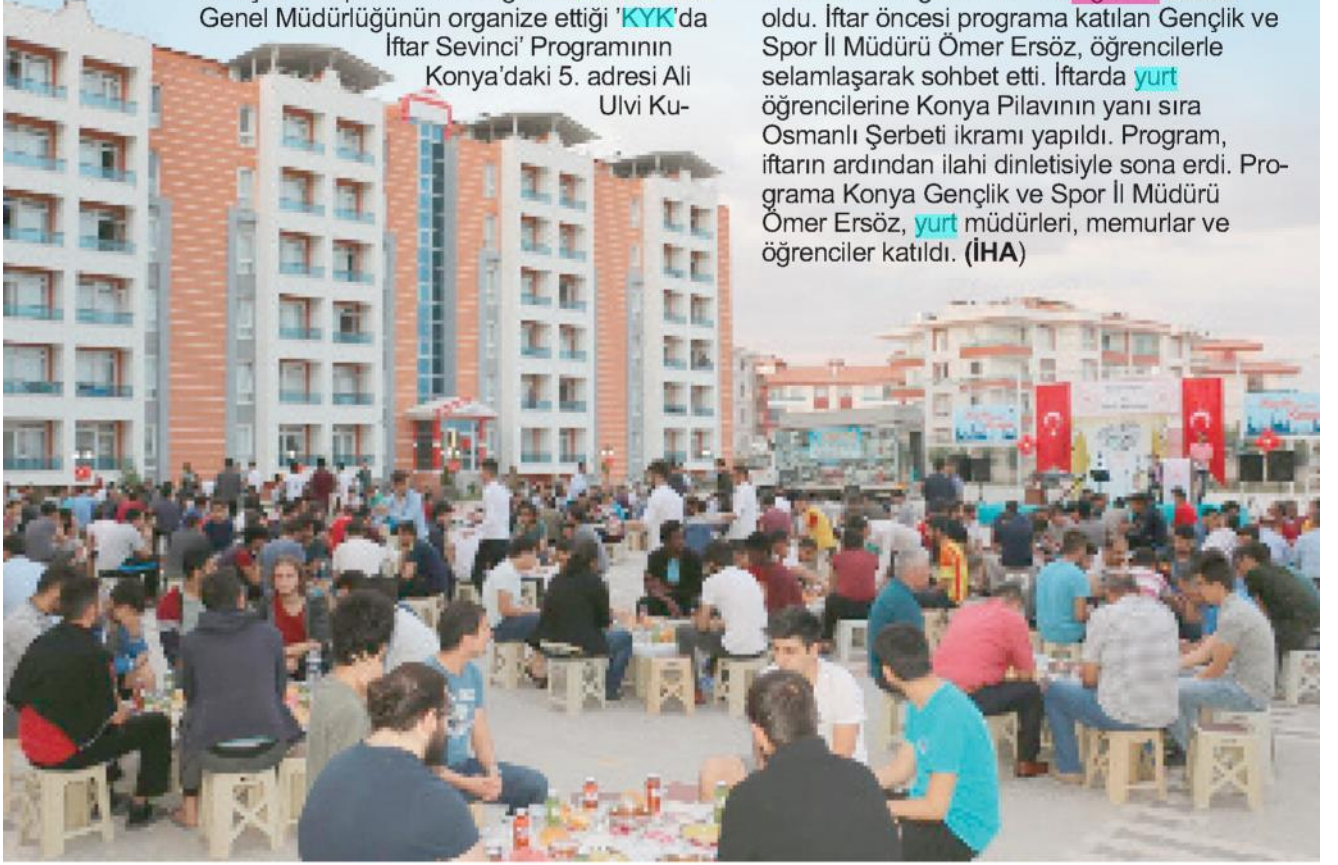 Genel Müdürlüğünün organize ettiği 'KYK'da
İftar Sevinci' Programının
Konya'daki 5. adresi Ali
Ulvi Ku-
oldu. İftar öncesi programa katılan Gençlik ve
Spor İl Müdürü Ömer Ersöz, öğrencilerle
selamlaşarak sohbet etti. İftarda yurt
öğrencilerine Konya Pilavının yanı sıra
Osmanlı Şerbeti ikramı yapıldı. Program,
iftarın ardından ilahi dinletisiyle sona erdi. Pro-
grama Konya Gençlik ve Spor İl Müdürü
Ömer Ersöz, yurt müdürleri, memurlar ve
öğrenciler katıldı. (İHA)